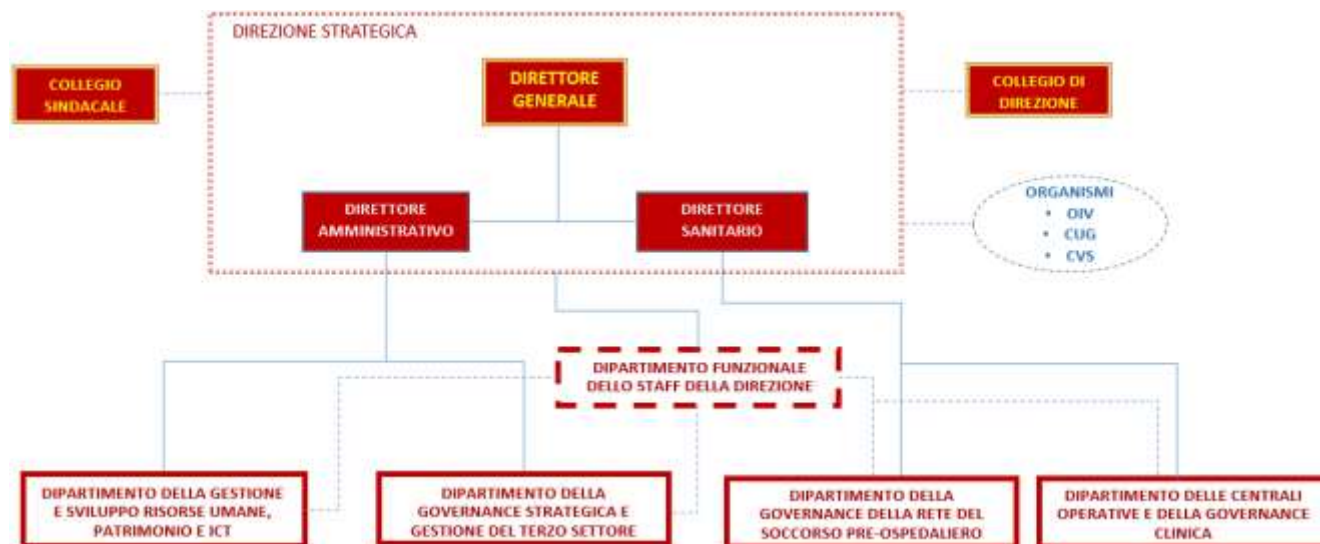 DIREZIONE STRATEGICA
COLLEGIO
SINDACALE
DIRETTORE
GENERALE
COLLEGIO DI
DIREZIONE
DIRETTORE
AMMINISTRATIVO
DIRETTORE
SANITARIO
ORGANISMI
• OIV
• CUG
• CVS
DIPARTIMENTO FUNZIONALE
DELLO STAFF DELLA DIREZIONE
DIPARTIMENTO DELLA GESTIONE
E SVILUPPO RISORSE UMANE,
PATRIMONIO E ICT
DIPARTIMENTO DELLA
GOVERNANCE STRATEGICA E
GESTIONE DEL TERZO SETTORE
DIPARTIMENTO DELLA
GOVERNANCE DELLA RETE DEL
SOCCORSO PRE-OSPEDALIERO
DIPARTIMENTO DELLE CENTRALI
OPERATIVE E DELLA GOVERNANCE
CLINICA